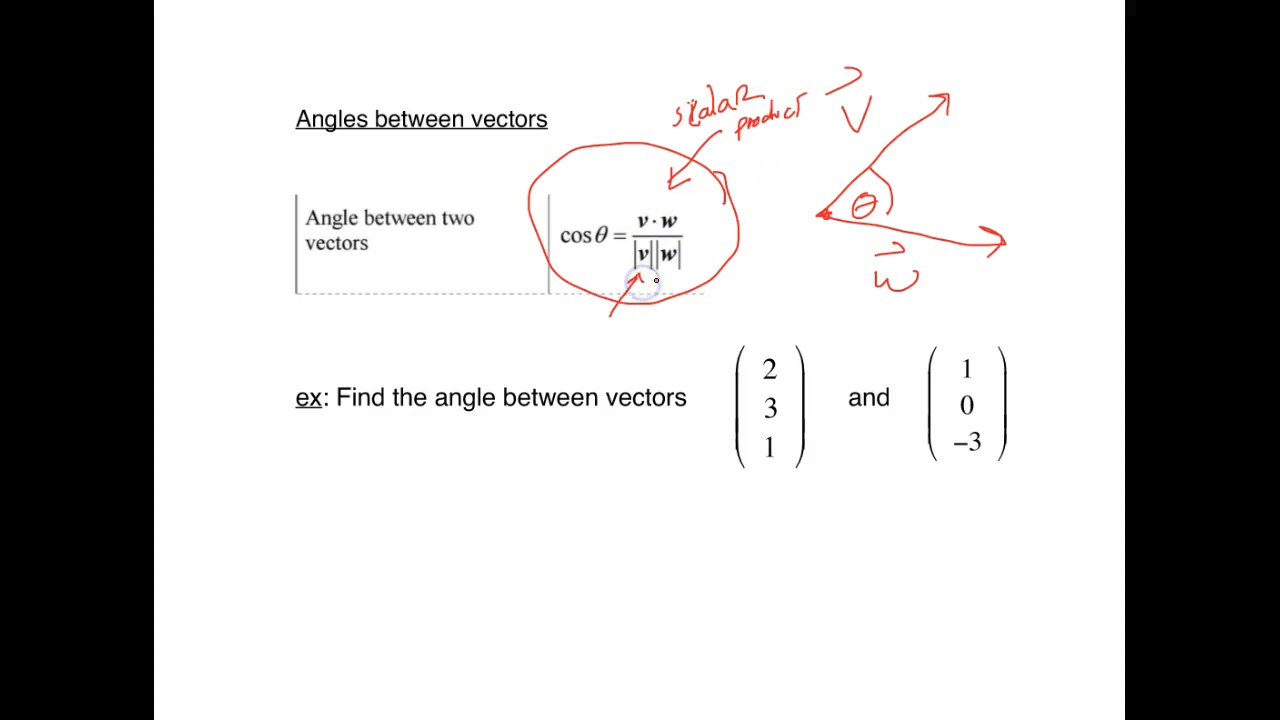 Angles between vectors
scalar
product
V
θ
w
Angle between two
vectors
cosθ = v · w / |v||w|
ex: Find the angle between vectors (2 3 1) and (1 0 −3)